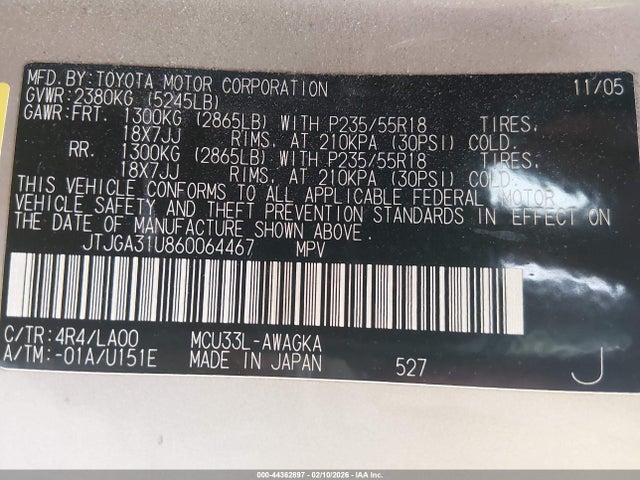 MFD.BY:TOYOTA MOTOR CORPORATION 11/05
GVWR:2380KG (5245LB)
GAWR:FRT. 1300KG (2865LB) WITH P235/55R18 TIRES,
18X7JJ RIMS, AT 210KPA (30PSI) COLD.
RR. 1300KG (2865LB) WITH P235/55R18 TIRES,
18X7JJ RIMS, AT 210KPA (30PSI) COLD.
THIS VEHICLE CONFORMS TO ALL APPLICABLE FEDERAL MOTOR
VEHICLE SAFETY AND THEFT PREVENTION STANDARDS IN EFFECT ON
THE DATE OF MANUFACTURE SHOWN ABOVE.
JTJGA31U860064467 MPV
C/TR:4R4/LA00 MCU33L-AWAGKA
A/TM:-01A/U151E MADE IN JAPAN 527 J
000-44362897 - 02/10/2026 - IAA Inc.